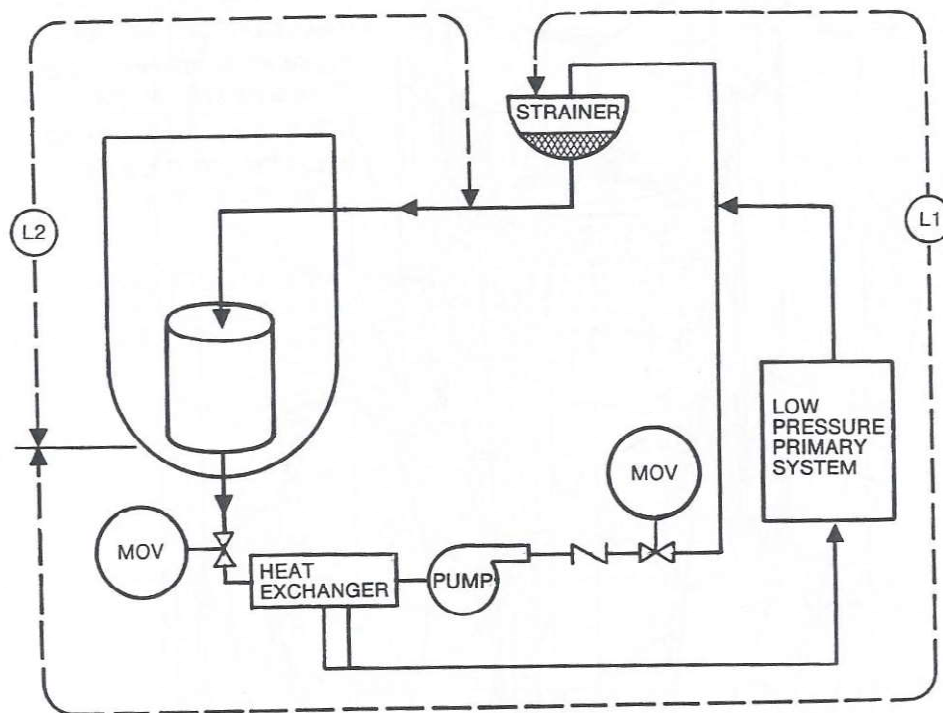 STRAINER
L2
L1
LOW
PRESSURE
PRIMARY
SYSTEM
MOV
MOV
HEAT
EXCHANGER
PUMP